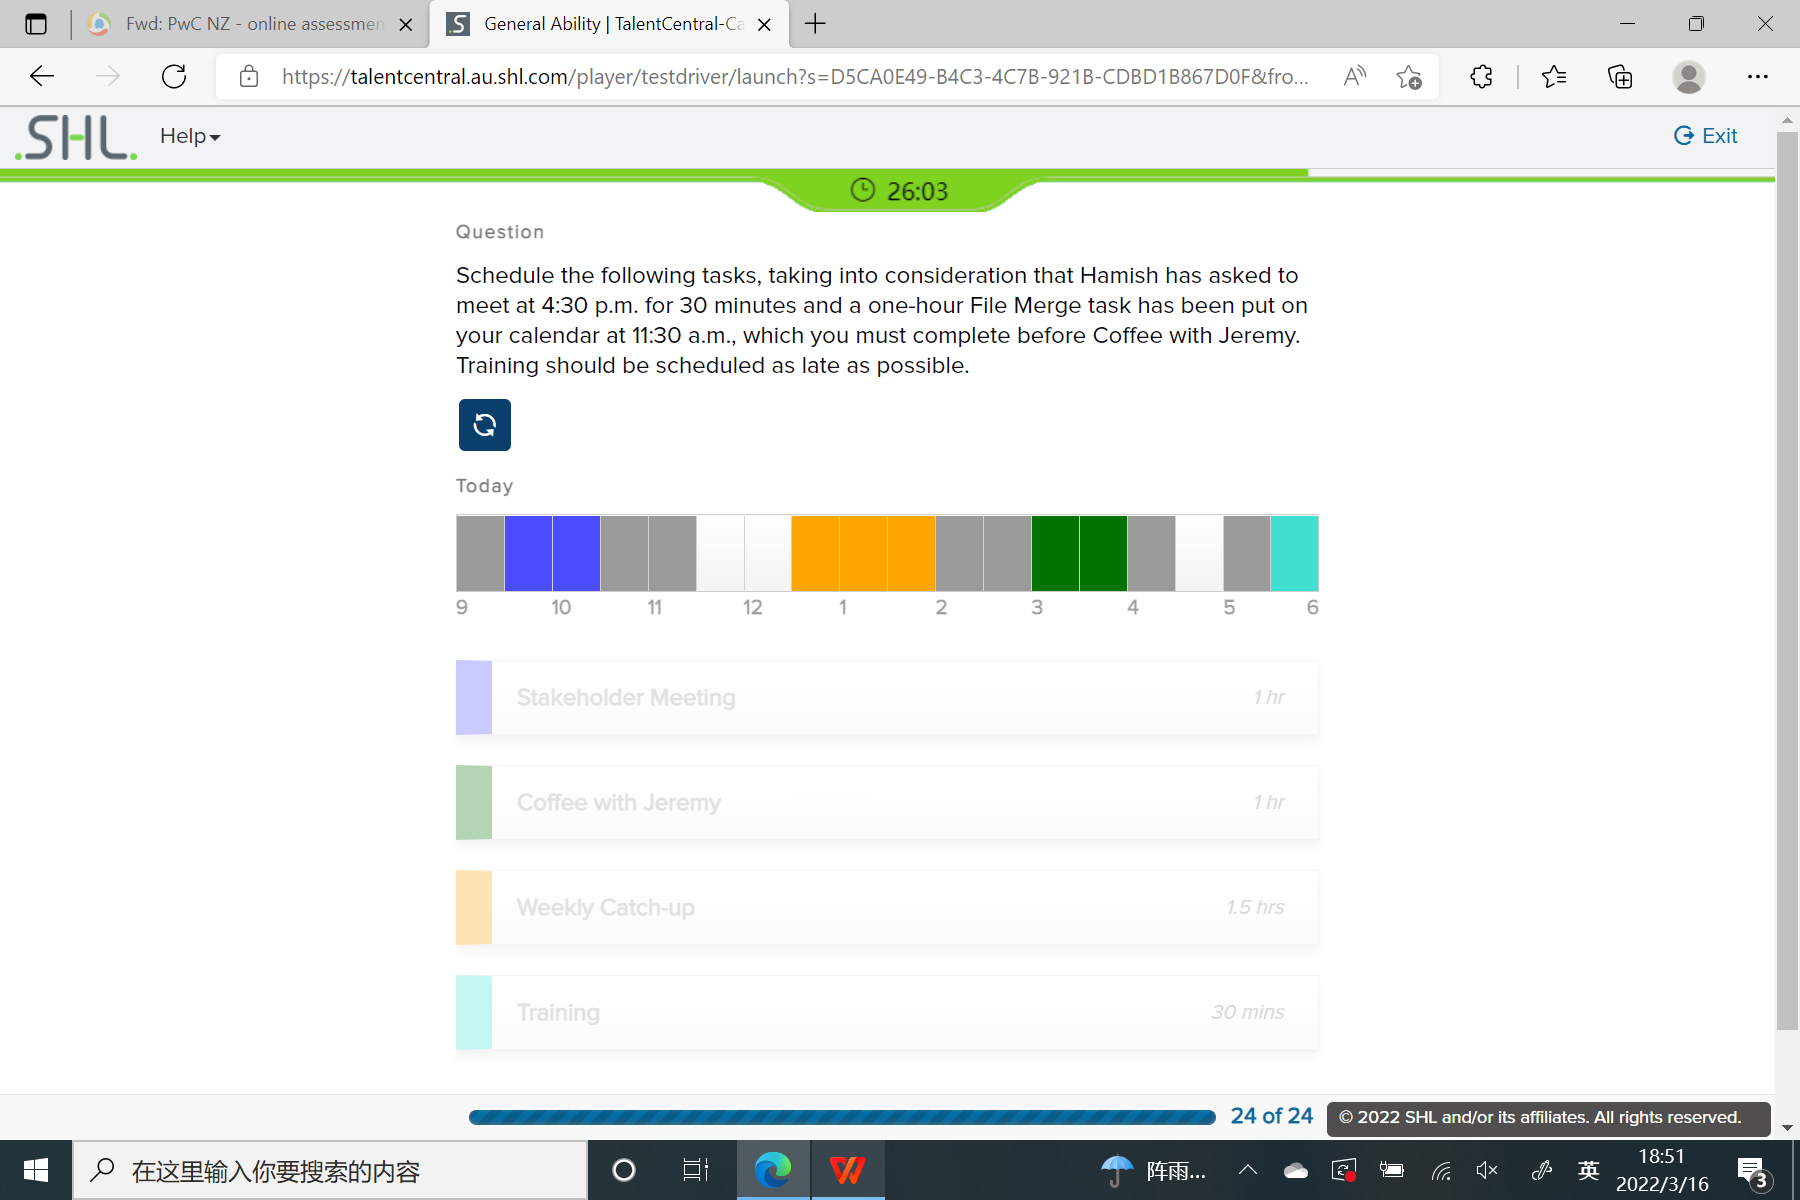 Fwd: PwC NZ - online assessmen
General Ability | TalentCentral-Ca
https://talentcentral.au.shl.com/player/testdriver/launch?s=D5CA0E49-B4C3-4C7B-921B-CDBD1B867D0F&fro...
.SHL.
Help
Exit
26:03
Question
Schedule the following tasks, taking into consideration that Hamish has asked to
meet at 4:30 p.m. for 30 minutes and a one-hour File Merge task has been put on
your calendar at 11:30 a.m., which you must complete before Coffee with Jeremy.
Training should be scheduled as late as possible.
Today
9 10 11 12 1 2 3 4 5 6
Stakeholder Meeting 1 hr
Coffee with Jeremy 1 hr
Weekly Catch-up 1.5 hrs
Training 30 mins
24 of 24
© 2022 SHL and/or its affiliates. All rights reserved.
在这里输入你要搜索的内容
阵雨...
英
18:51
2022/3/16
3